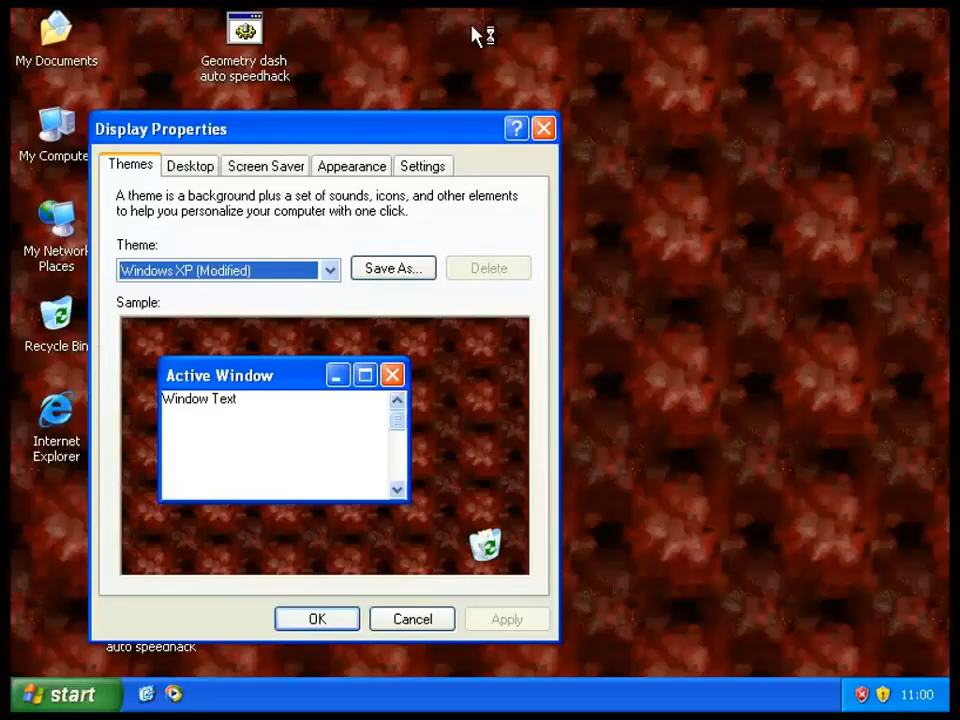 My Documents
Geometry dash
auto speedhack
My Compute
My Networ
Places
Recycle Bin
Internet
Explorer
Display Properties
Themes
Desktop
Screen Saver
Appearance
Settings
A theme is a background plus a set of sounds, icons, and other elements
to help you personalize your computer with one click.
Theme:
Windows XP (Modified)
Save As...
Delete
Sample:
Active Window
Window Text
OK
Cancel
Apply
auto speedhack
start
11:00